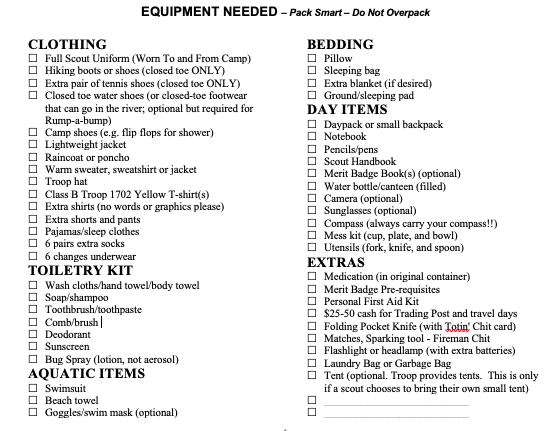 EQUIPMENT NEEDED – Pack Smart – Do Not Overpack
CLOTHING
☐ Full Scout Uniform (Worn To and From Camp)
☐ Hiking boots or shoes (closed toe ONLY)
☐ Extra pair of tennis shoes (closed toe ONLY)
☐ Closed toe water shoes (or closed-toe footwear
that can go in the river; optional but required for
Rump-a-bump)
☐ Camp shoes (e.g. flip flops for shower)
☐ Lightweight jacket
☐ Raincoat or poncho
☐ Warm sweater, sweatshirt or jacket
☐ Troop hat
☐ Class B Troop 1702 Yellow T-shirt(s)
☐ Extra shirts (no words or graphics please)
☐ Extra shorts and pants
☐ Pajamas/sleep clothes
☐ 6 pairs extra socks
☐ 6 changes underwear
TOILETRY KIT
☐ Wash cloths/hand towel/body towel
☐ Soap/shampoo
☐ Toothbrush/toothpaste
☐ Comb/brush
☐ Deodorant
☐ Sunscreen
☐ Bug Spray (lotion, not aerosol)
AQUATIC ITEMS
☐ Swimsuit
☐ Beach towel
☐ Goggles/swim mask (optional)
BEDDING
☐ Pillow
☐ Sleeping bag
☐ Extra blanket (if desired)
☐ Ground/sleeping pad
DAY ITEMS
☐ Daypack or small backpack
☐ Notebook
☐ Pencils/pens
☐ Scout Handbook
☐ Merit Badge Book(s) (optional)
☐ Water bottle/canteen (filled)
☐ Camera (optional)
☐ Sunglasses (optional)
☐ Compass (always carry your compass!!)
☐ Mess kit (cup, plate, and bowl)
☐ Utensils (fork, knife, and spoon)
EXTRAS
☐ Medication (in original container)
☐ Merit Badge Pre-requisites
☐ Personal First Aid Kit
☐ $25-50 cash for Trading Post and travel days
☐ Folding Pocket Knife (with Totin' Chit card)
☐ Matches, Sparking tool - Fireman Chit
☐ Flashlight or headlamp (with extra batteries)
☐ Laundry Bag or Garbage Bag
☐ Tent (optional. Troop provides tents. This is only
if a scout chooses to bring their own small tent)
☐
☐